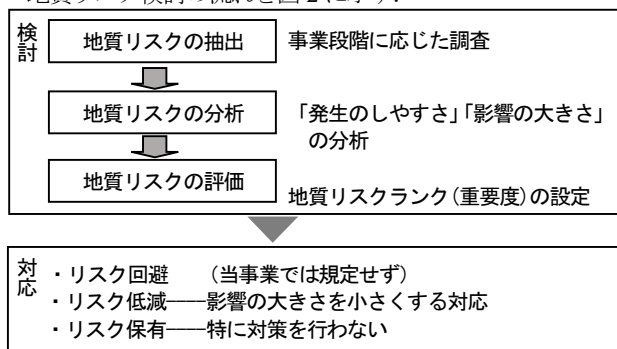 検討
地質リスクの抽出 事業段階に応じた調査
地質リスクの分析 「発生のしやすさ」「影響の大きさ」
の分析
地質リスクの評価
地質リスクランク(重要度)の設定
対応
・リスク回避 (当事業では規定せず)
・リスク低減----影響の大きさを小さくする対応
・リスク保有----特に対策を行わない